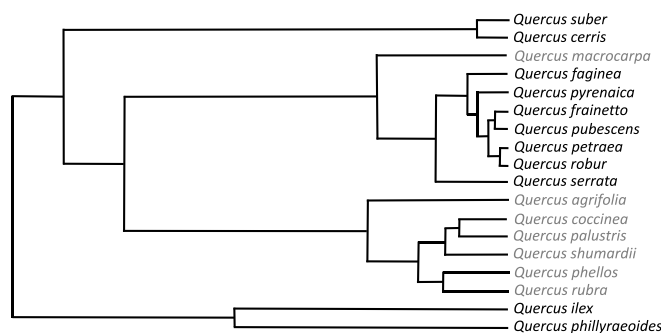 Quercus suber
Quercus cerris
Quercus macrocarpa
Quercus faginea
Quercus pyrenaica
Quercus frainetto
Quercus pubescens
Quercus petraea
Quercus robur
Quercus serrata
Quercus agrifolia
Quercus coccinea
Quercus palustris
Quercus shumardii
Quercus phellos
Quercus rubra
Quercus ilex
Quercus phillyraeoides